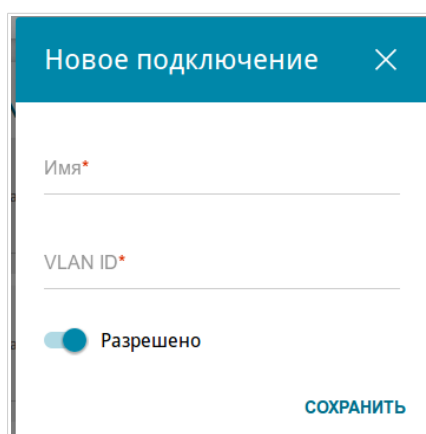 Новое подключение
Имя*
VLAN ID*
Разрешено
СОХРАНИТЬ